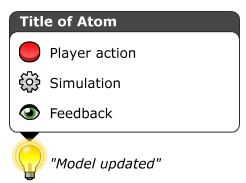 Title of Atom
Player action
Simulation
Feedback
"Model updated"